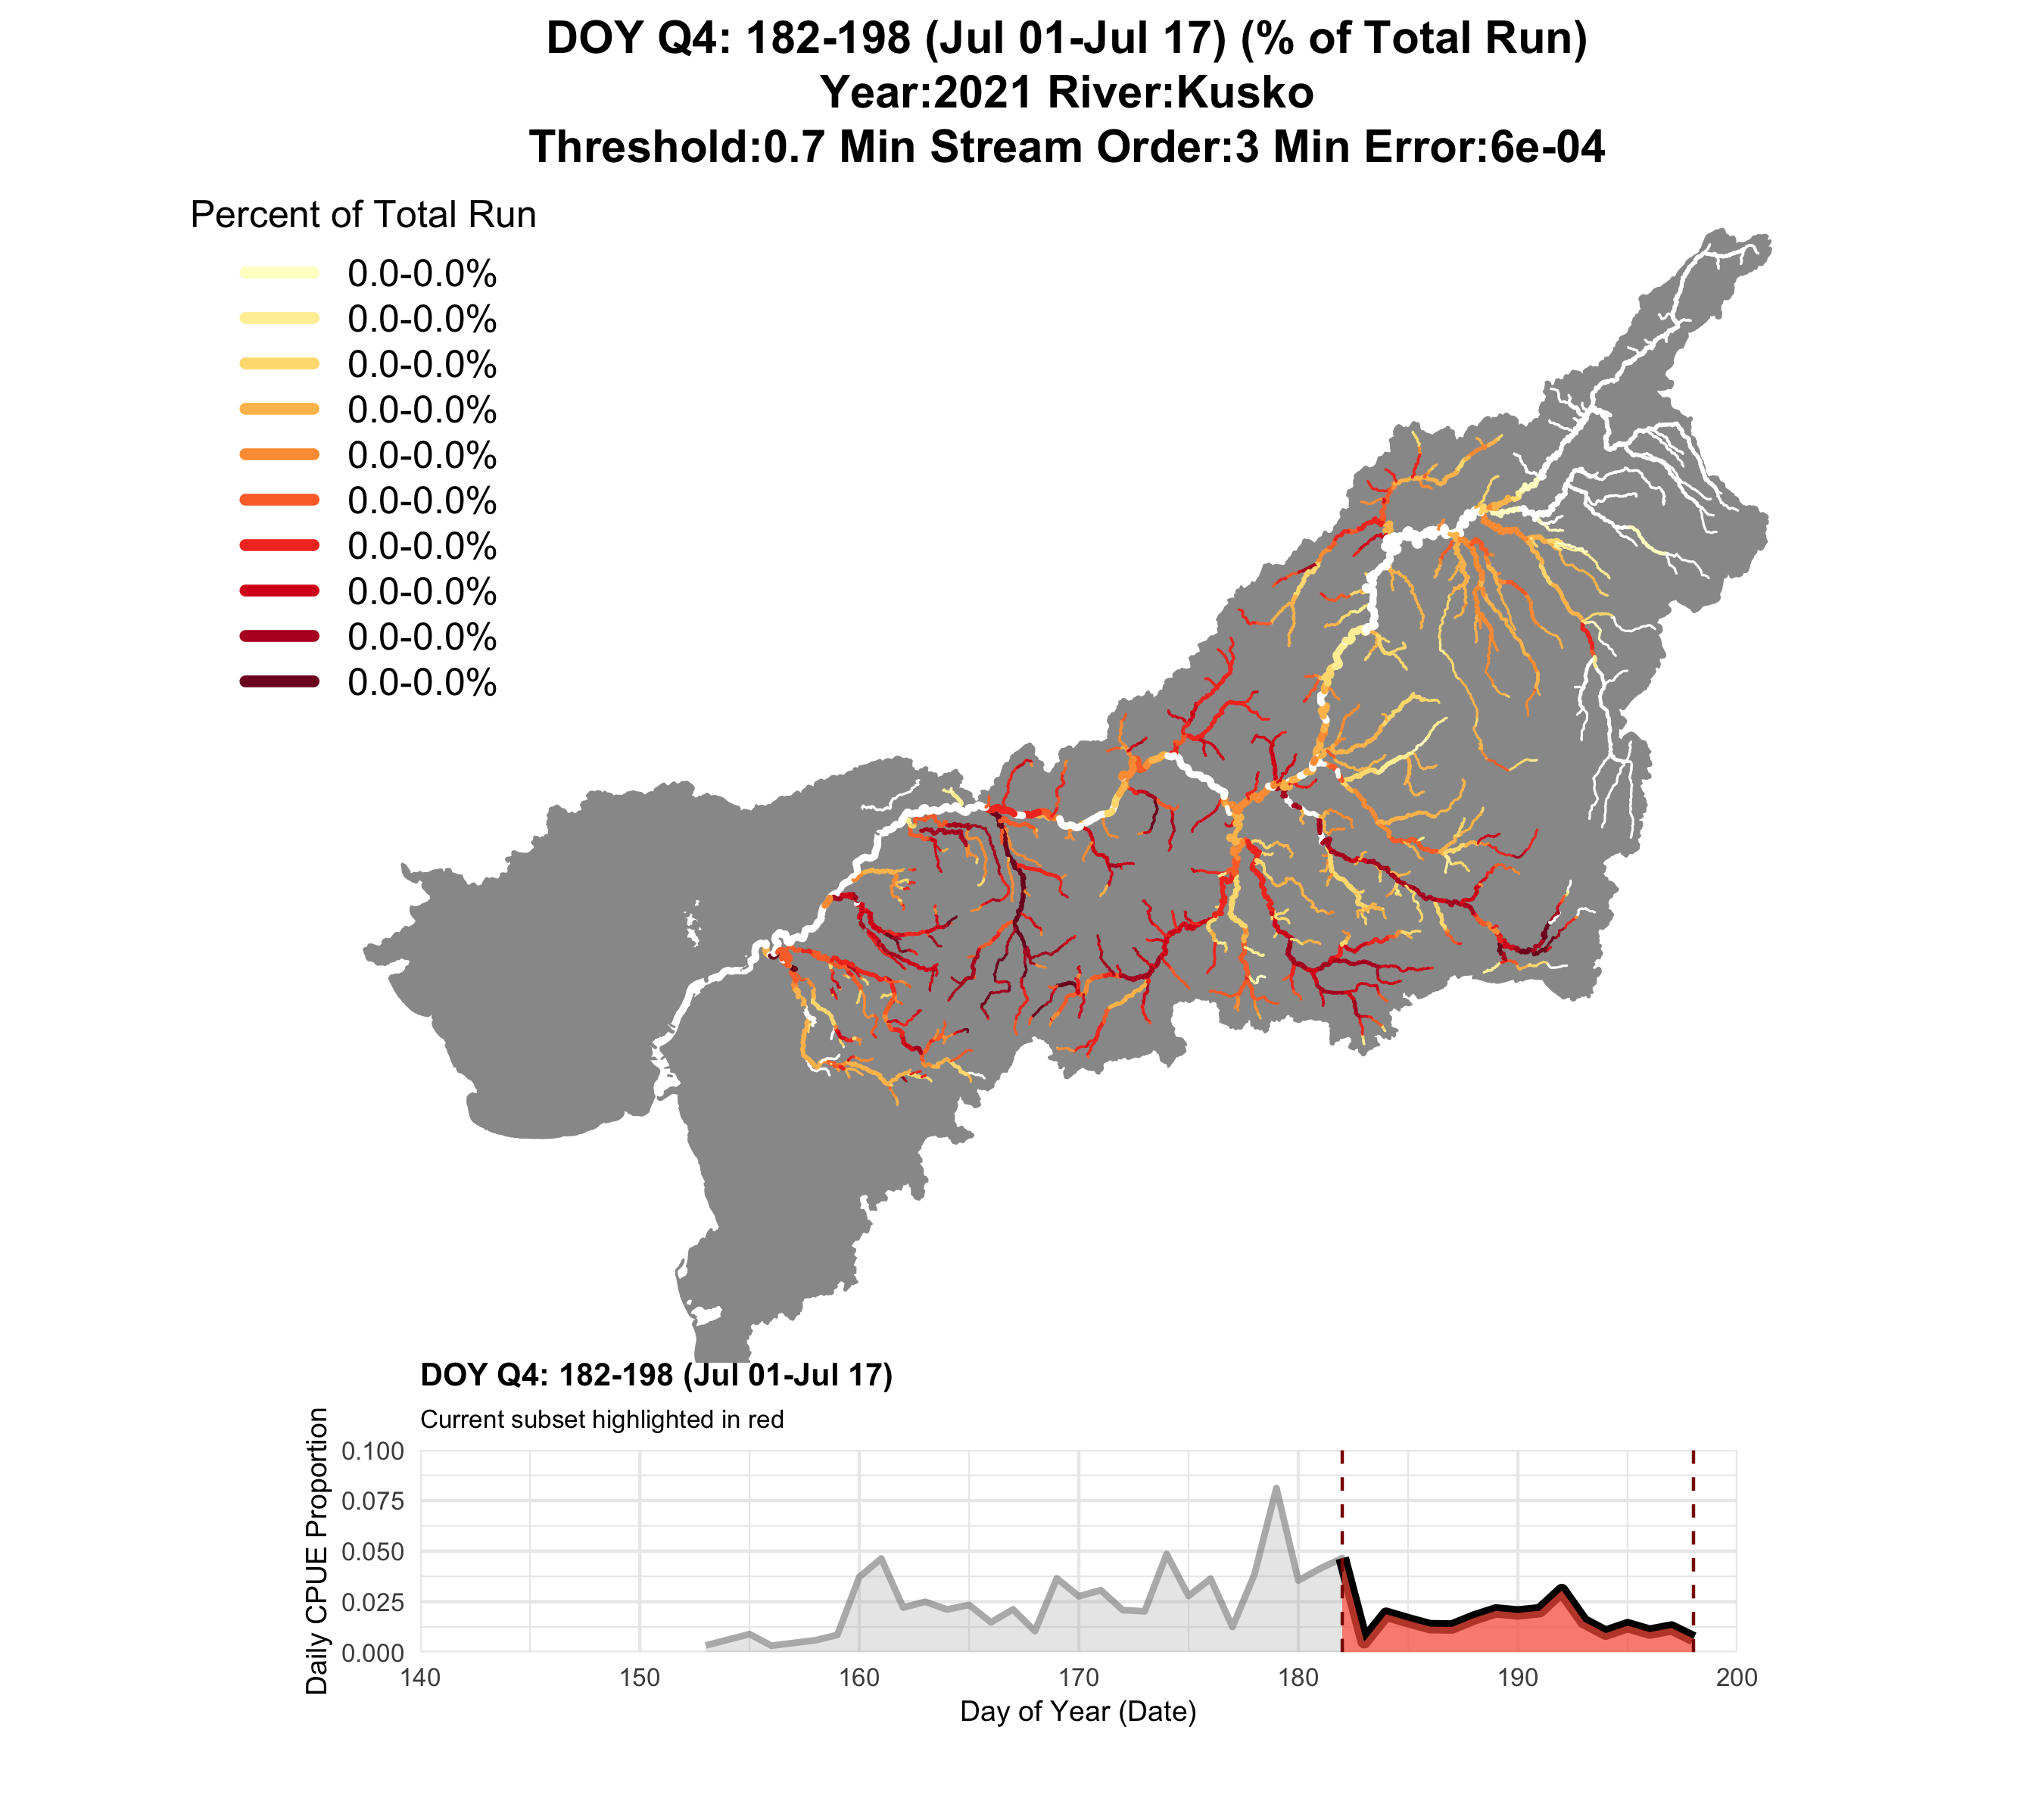 DOY Q4: 182-198 (Jul 01-Jul 17) (% of Total Run)
Year:2021 River:Kusko
Threshold:0.7 Min Stream Order:3 Min Error:6e-04
Percent of Total Run
0.0-0.0%
0.0-0.0%
0.0-0.0%
0.0-0.0%
0.0-0.0%
0.0-0.0%
0.0-0.0%
0.0-0.0%
0.0-0.0%
0.0-0.0%
DOY Q4: 182-198 (Jul 01-Jul 17)
Current subset highlighted in red
Daily CPUE Proportion
0.100
0.075
0.050
0.025
0.000
140 150 160 170 180 190 200
Day of Year (Date)